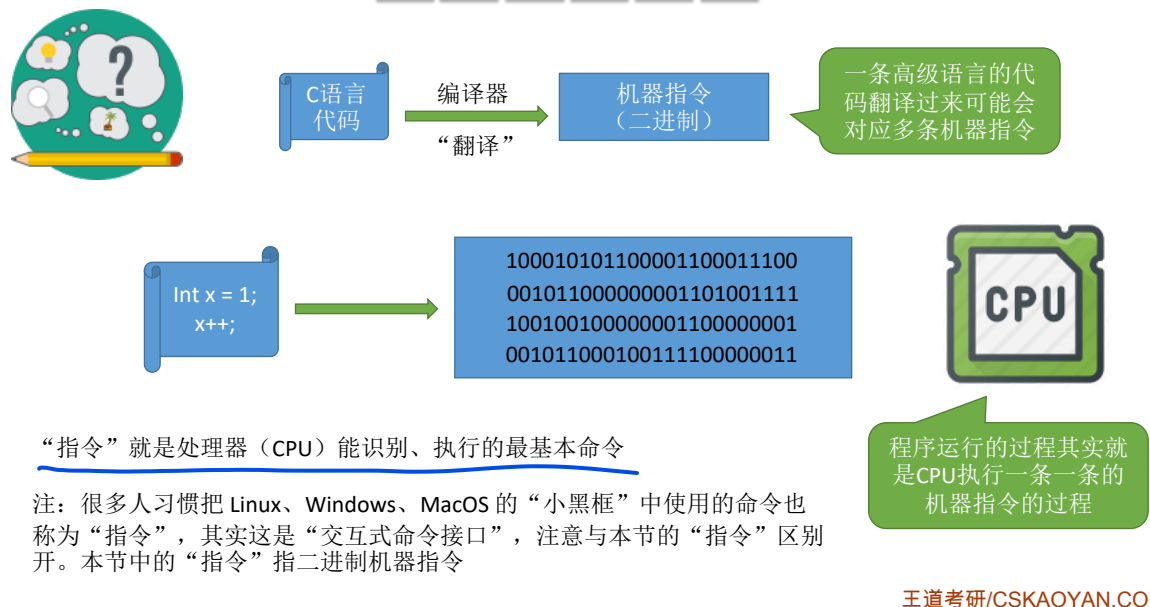 ?
C语言
代码
编译器
“翻译”
机器指令
（二进制）
一条高级语言的代
码翻译过来可能会
对应多条机器指令
Int x = 1;
x++;
100010101100001100011100
001011000000001101001111
100100100000001100000001
001011000100111100000011
CPU
“指令”就是处理器（CPU）能识别、执行的最基本命令
程序运行的过程其实就
是CPU执行一条一条的
机器指令的过程
注：很多人习惯把 Linux、Windows、MacOS 的“小黑框”中使用的命令也
称为“指令”，其实这是“交互式命令接口”，注意与本节的“指令”区别
开。本节中的“指令”指二进制机器指令
王道考研/CSKAOYAN.CO